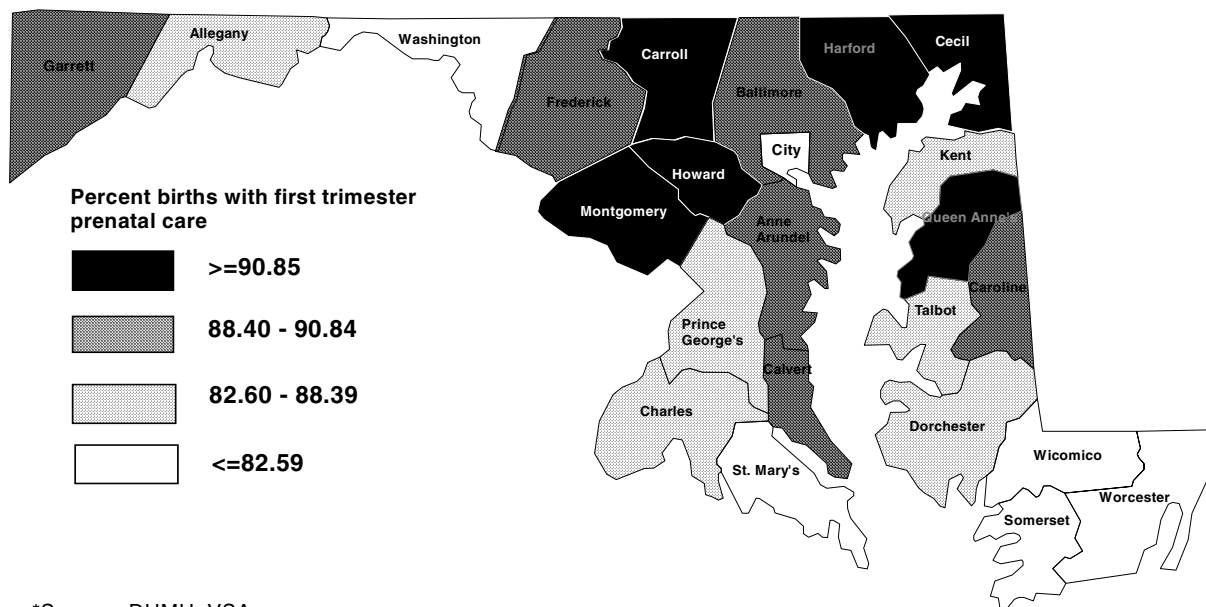 Allegany
Washington
Garrett
Carroll
Harford
Cecil
Frederick
Baltimore
City
Kent
Howard
Montgomery
Queen Anne's
Anne
Arundel
Percent births with first trimester
prenatal care
>=90.85
88.40 - 90.84
82.60 - 88.39
<=82.59
Caroline
Talbot
Prince
George's
Calvert
Charles
Dorchester
St. Mary's
Wicomico
Worcester
Somerset